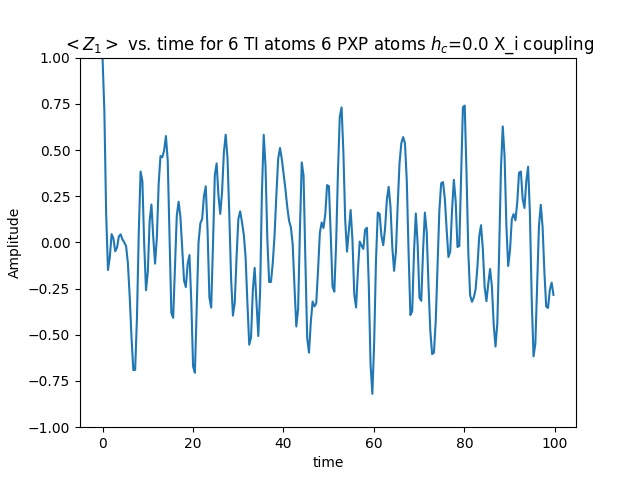 < Z₁ > vs. time for 6 TI atoms 6 PXP atoms h_c=0.0 X_i coupling
1.00
0.75
0.50
0.25
0.00
−0.25
−0.50
−0.75
−1.00
Amplitude
0 20 40 60 80 100
time